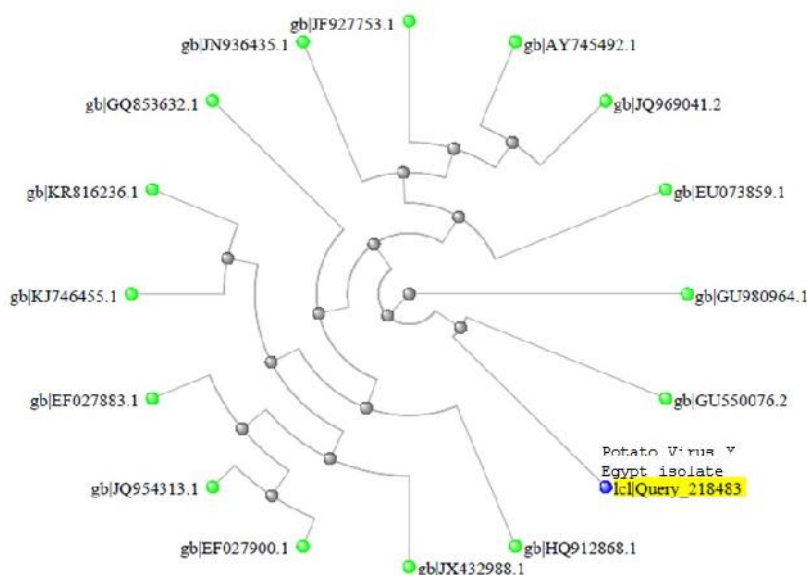 gb|JF927753.1
gb|JN936435.1
gb|AY745492.1
gb|GQ853632.1
gb|JQ969041.2
gb|KR816236.1
gb|EU073859.1
gb|KJ746455.1
gb|GU980964.1
gb|EF027883.1
gb|GU550076.2
Potato Virus Y
Egypt isolate
gb|JQ954313.1
lcl|Query_218483
gb|EF027900.1
gb|HQ912868.1
gb|JX432988.1